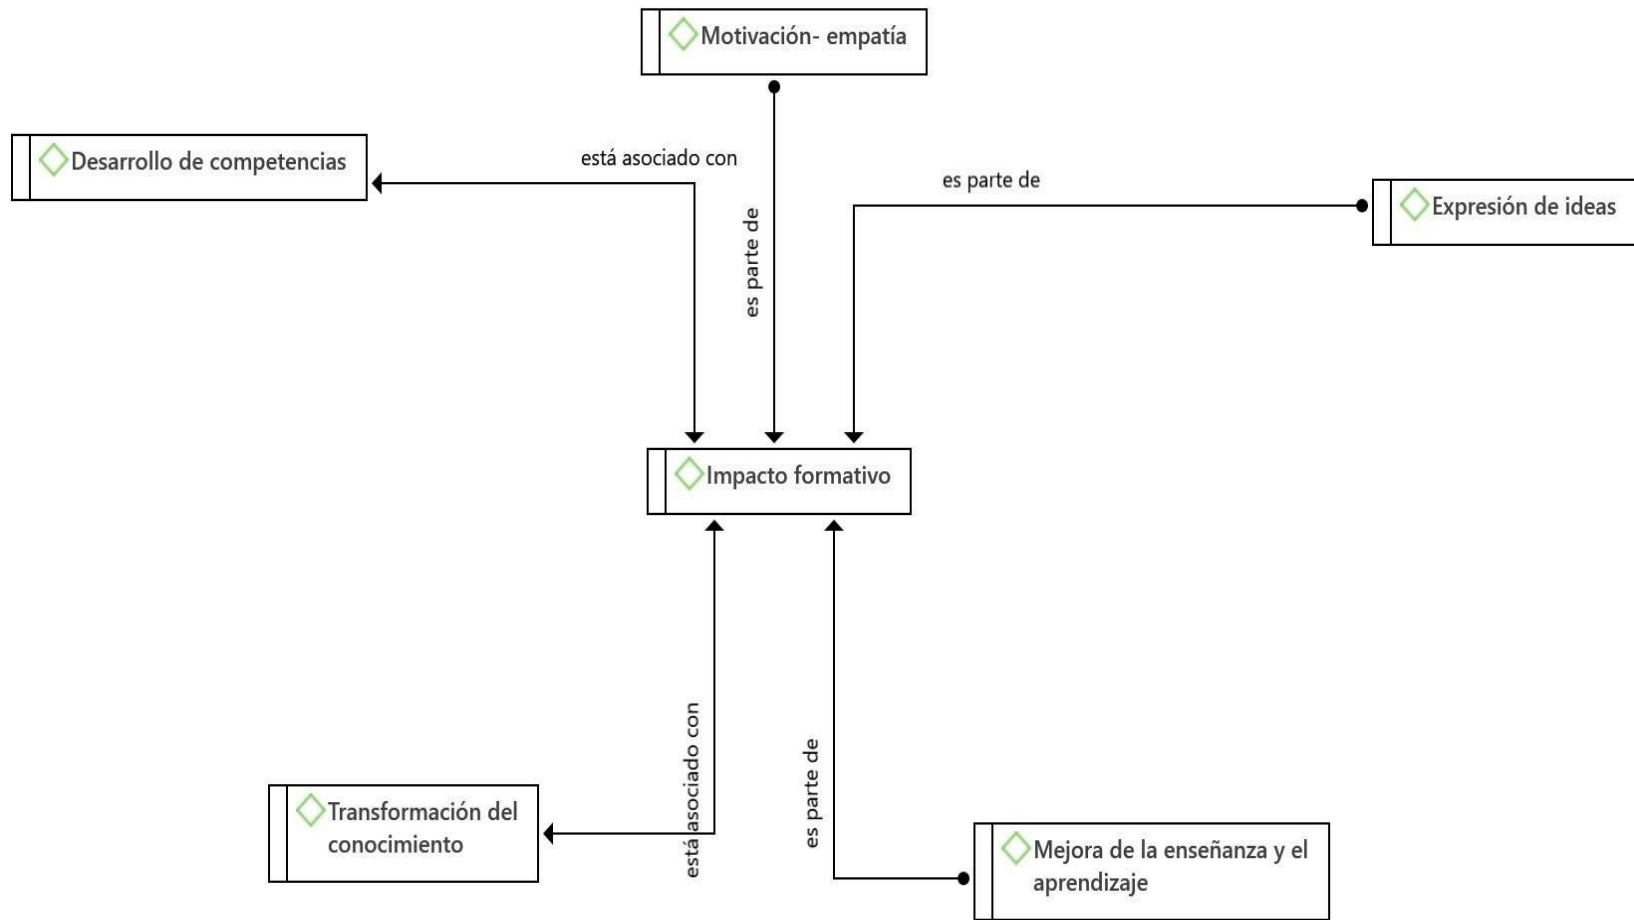 Motivación- empatía
Desarrollo de competencias
está asociado con
es parte de
es parte de
Expresión de ideas
Impacto formativo
está asociado con
es parte de
Transformación del
conocimiento
Mejora de la enseñanza y el
aprendizaje